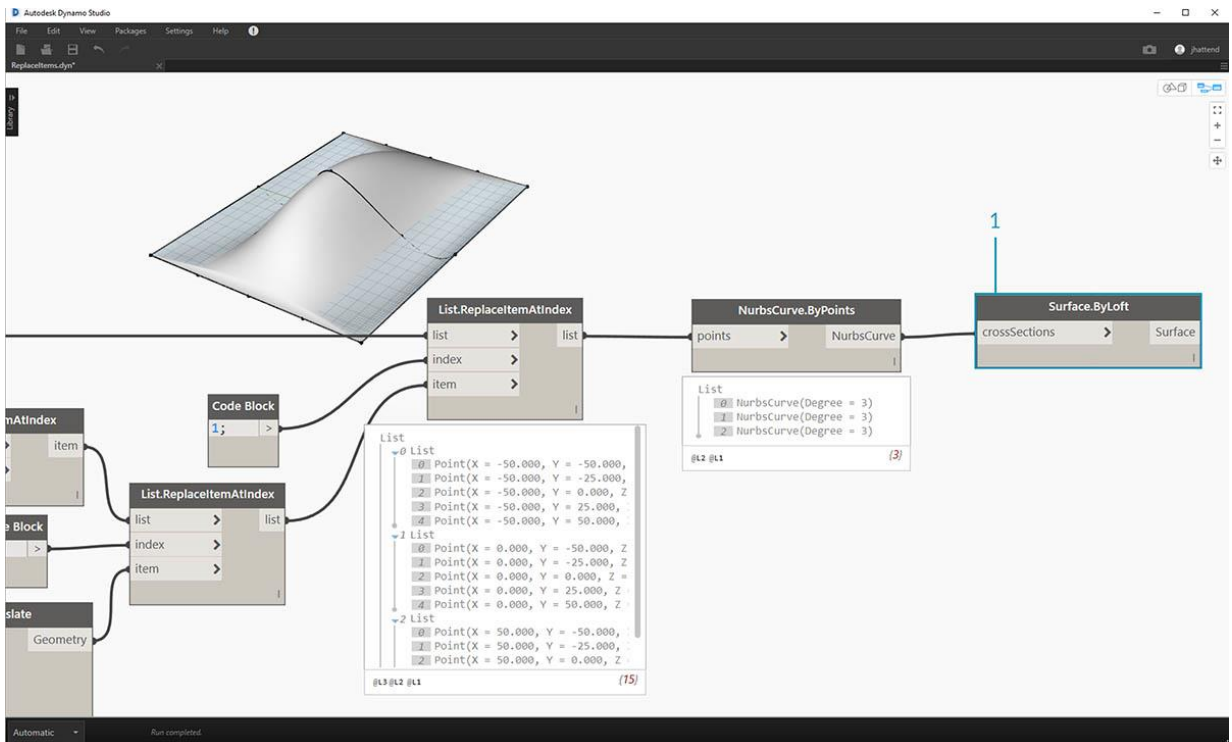 Autodesk Dynamo Studio
File Edit View Packages Settings Help
jhattend
ReplaceItems.dyn*
Library
1
List.ReplaceItemAtIndex
list > list
index >
item >
NurbsCurve.ByPoints
points > NurbsCurve
Surface.ByLoft
crossSections > Surface
Code Block
1; >
mAtIndex
item
List.ReplaceItemAtIndex
list > list
index >
item >
e Block
>
slate
Geometry
List
0 List
0 Point(X = -50.000, Y = -50.000,
1 Point(X = -50.000, Y = -25.000,
2 Point(X = -50.000, Y = 0.000, Z
3 Point(X = -50.000, Y = 25.000,
4 Point(X = -50.000, Y = 50.000,
1 List
0 Point(X = 0.000, Y = -50.000, Z
1 Point(X = 0.000, Y = -25.000, Z
2 Point(X = 0.000, Y = 0.000, Z =
3 Point(X = 0.000, Y = 25.000, Z
4 Point(X = 0.000, Y = 50.000, Z
2 List
0 Point(X = 50.000, Y = -50.000,
1 Point(X = 50.000, Y = -25.000,
2 Point(X = 50.000, Y = 0.000, Z
@L3 @L2 @L1 {15}
List
0 NurbsCurve(Degree = 3)
1 NurbsCurve(Degree = 3)
2 NurbsCurve(Degree = 3)
@L2 @L1 {3}
Automatic
Run completed.